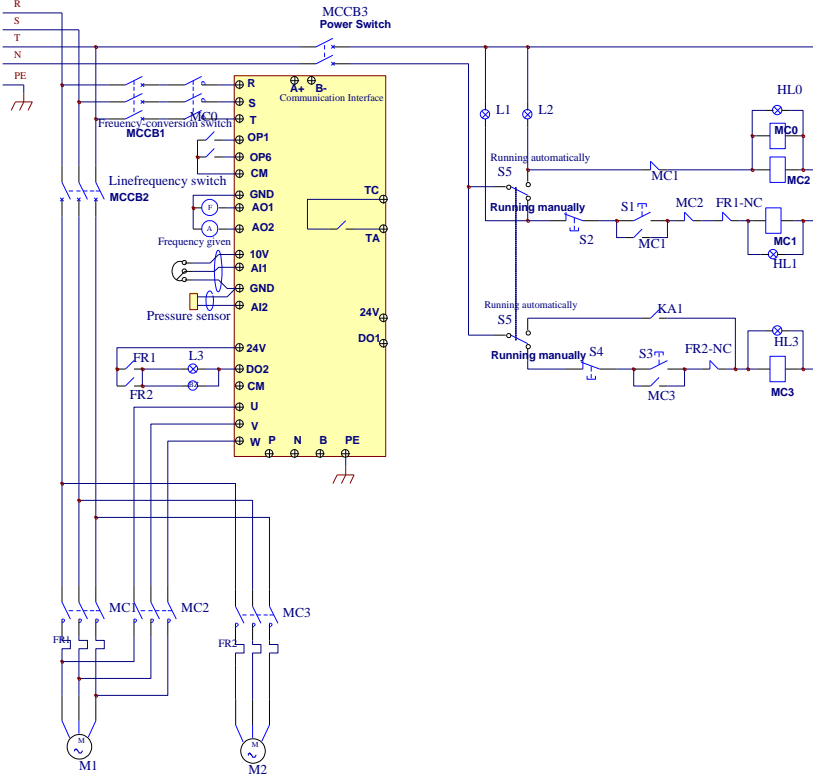 R
S
T
N
PE
MCCB3
Power Switch
A+ B-
Communication Interface
R
S
T
MC0
Freuency-conversion switch
MCCB1
OP1
OP6
CM
Linefrequency switch
MCCB2
GND
AO1
AO2
F
A
Frequency given
10V
AI1
GND
AI2
Pressure sensor
TC
TA
24V
DO1
24V
DO2
CM
FR1
FR2
L3
U
V
W
P N B PE
L1
L2
Running automatically
S5
Running manually
S2
S1
MC1
MC1
MC2
FR1-NC
HL0
MC0
MC2
MC1
HL1
Running automatically
S5
Running manually
S4
S3
MC3
KA1
FR2-NC
HL3
MC3
MC1
MC2
MC3
FR1
FR2
M
M1
M
M2